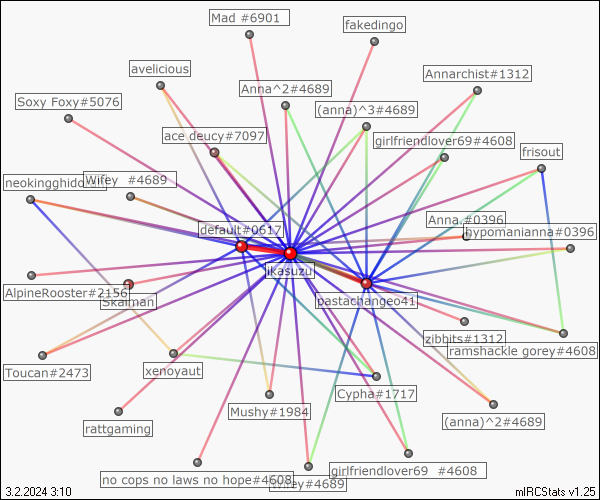 Mad #6901
fakedingo
avelicious
Annarchist#1312
Anna^2#4689
Soxy Foxy#5076
(anna)^3#4689
ace deucy#7097
girlfriendlover69#4608
frisout
Wifey #4689
Anna.#0396
default#0617
hypomanianna#0396
jikasuzu
AlpineRooster#2156
Skaiman
pastachangeo41
zibbits#1312
ramshackle gorey#4608
Toucan#2473
xenoyaut
Cypha#1717
Mushy#1984
(anna)^2#4689
rattgaming
girlfriendlover69 #4608
no cops no laws no hope#4608
Wifey#4689
3.2.2024 3:10
mIRCStats v1.25